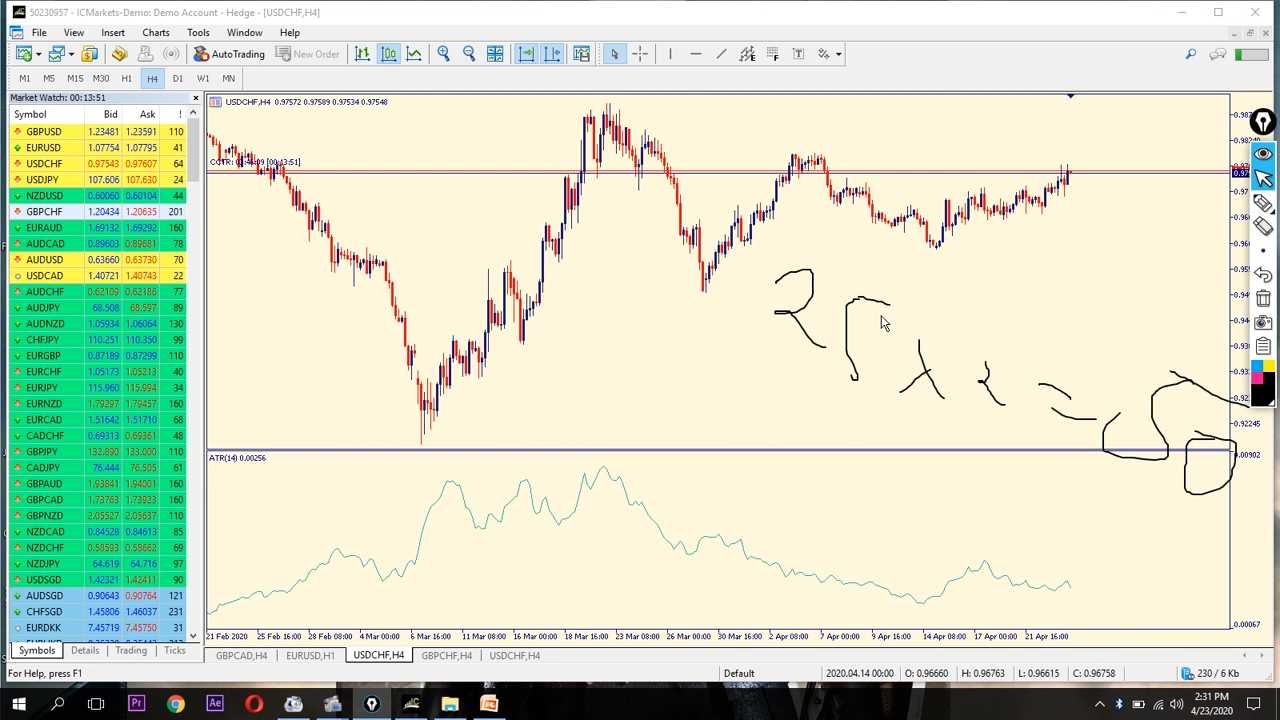 50230957 - ICMarkets-Demo: Demo Account - Hedge - [USDCHF,H4]
File View Insert Charts Tools Window Help
AutoTrading New Order
M1 M5 M15 M30 H1 H4 D1 W1 MN
Market Watch: 00:13:51
Symbol Bid Ask !
GBPUSD 1.23481 1.23591 110
EURUSD 1.07754 1.07795 41
USDCHF 0.97543 0.97607 64
USDJPY 107.606 107.630 24
NZDUSD 0.60060 0.60104 44
GBPCHF 1.20434 1.20635 201
EURAUD 1.69132 1.69292 160
AUDCAD 0.89603 0.89681 78
AUDUSD 0.63660 0.63730 70
USDCAD 1.40721 1.40743 22
AUDCHF 0.62109 0.62186 77
AUDJPY 68.508 68.597 89
AUDNZD 1.05934 1.06064 130
CHFJPY 110.251 110.350 99
EURGBP 0.87189 0.87299 110
EURCHF 1.05173 1.05213 40
EURJPY 115.960 115.994 34
EURNZD 1.79297 1.79457 160
EURCAD 1.51642 1.51710 68
CADCHF 0.69313 0.69361 48
GBPJPY 132.890 133.000 110
CADJPY 76.444 76.505 61
GBPAUD 1.93841 1.94001 160
GBPCAD 1.73763 1.73923 160
GBPNZD 2.05527 2.05637 110
NZDCAD 0.84528 0.84613 85
NZDCHF 0.58593 0.58662 69
NZDJPY 64.619 64.716 97
USDSGD 1.42321 1.42411 90
AUDSGD 0.90643 0.90764 121
CHFSGD 1.45806 1.46037 231
EURDKK 7.45719 7.45750 31
Symbols Details Trading Ticks
USDCHF,H4 0.97572 0.97589 0.97534 0.97548
[00:13:51]
0.92245
ATR(14) 0.00256
0.00902
0.00067
21 Feb 2020 25 Feb 16:00 28 Feb 08:00 4 Mar 00:00 6 Mar 16:00 11 Mar 08:00 16 Mar 00:00 18 Mar 16:00 23 Mar 08:00 26 Mar 00:00 30 Mar 16:00 2 Apr 08:00 7 Apr 00:00 9 Apr 16:00 14 Apr 08:00 17 Apr 00:00 21 Apr 16:00
GBPCAD,H4 EURUSD,H1 USDCHF,H4 GBPCHF,H4 USDCHF,H4
For Help, press F1 Default 2020.04.14 00:00 O: 0.96660 H: 0.96763 L: 0.96615 C: 0.96758 230 / 6 Kb
Pr Ae 2:31 PM
4/23/2020